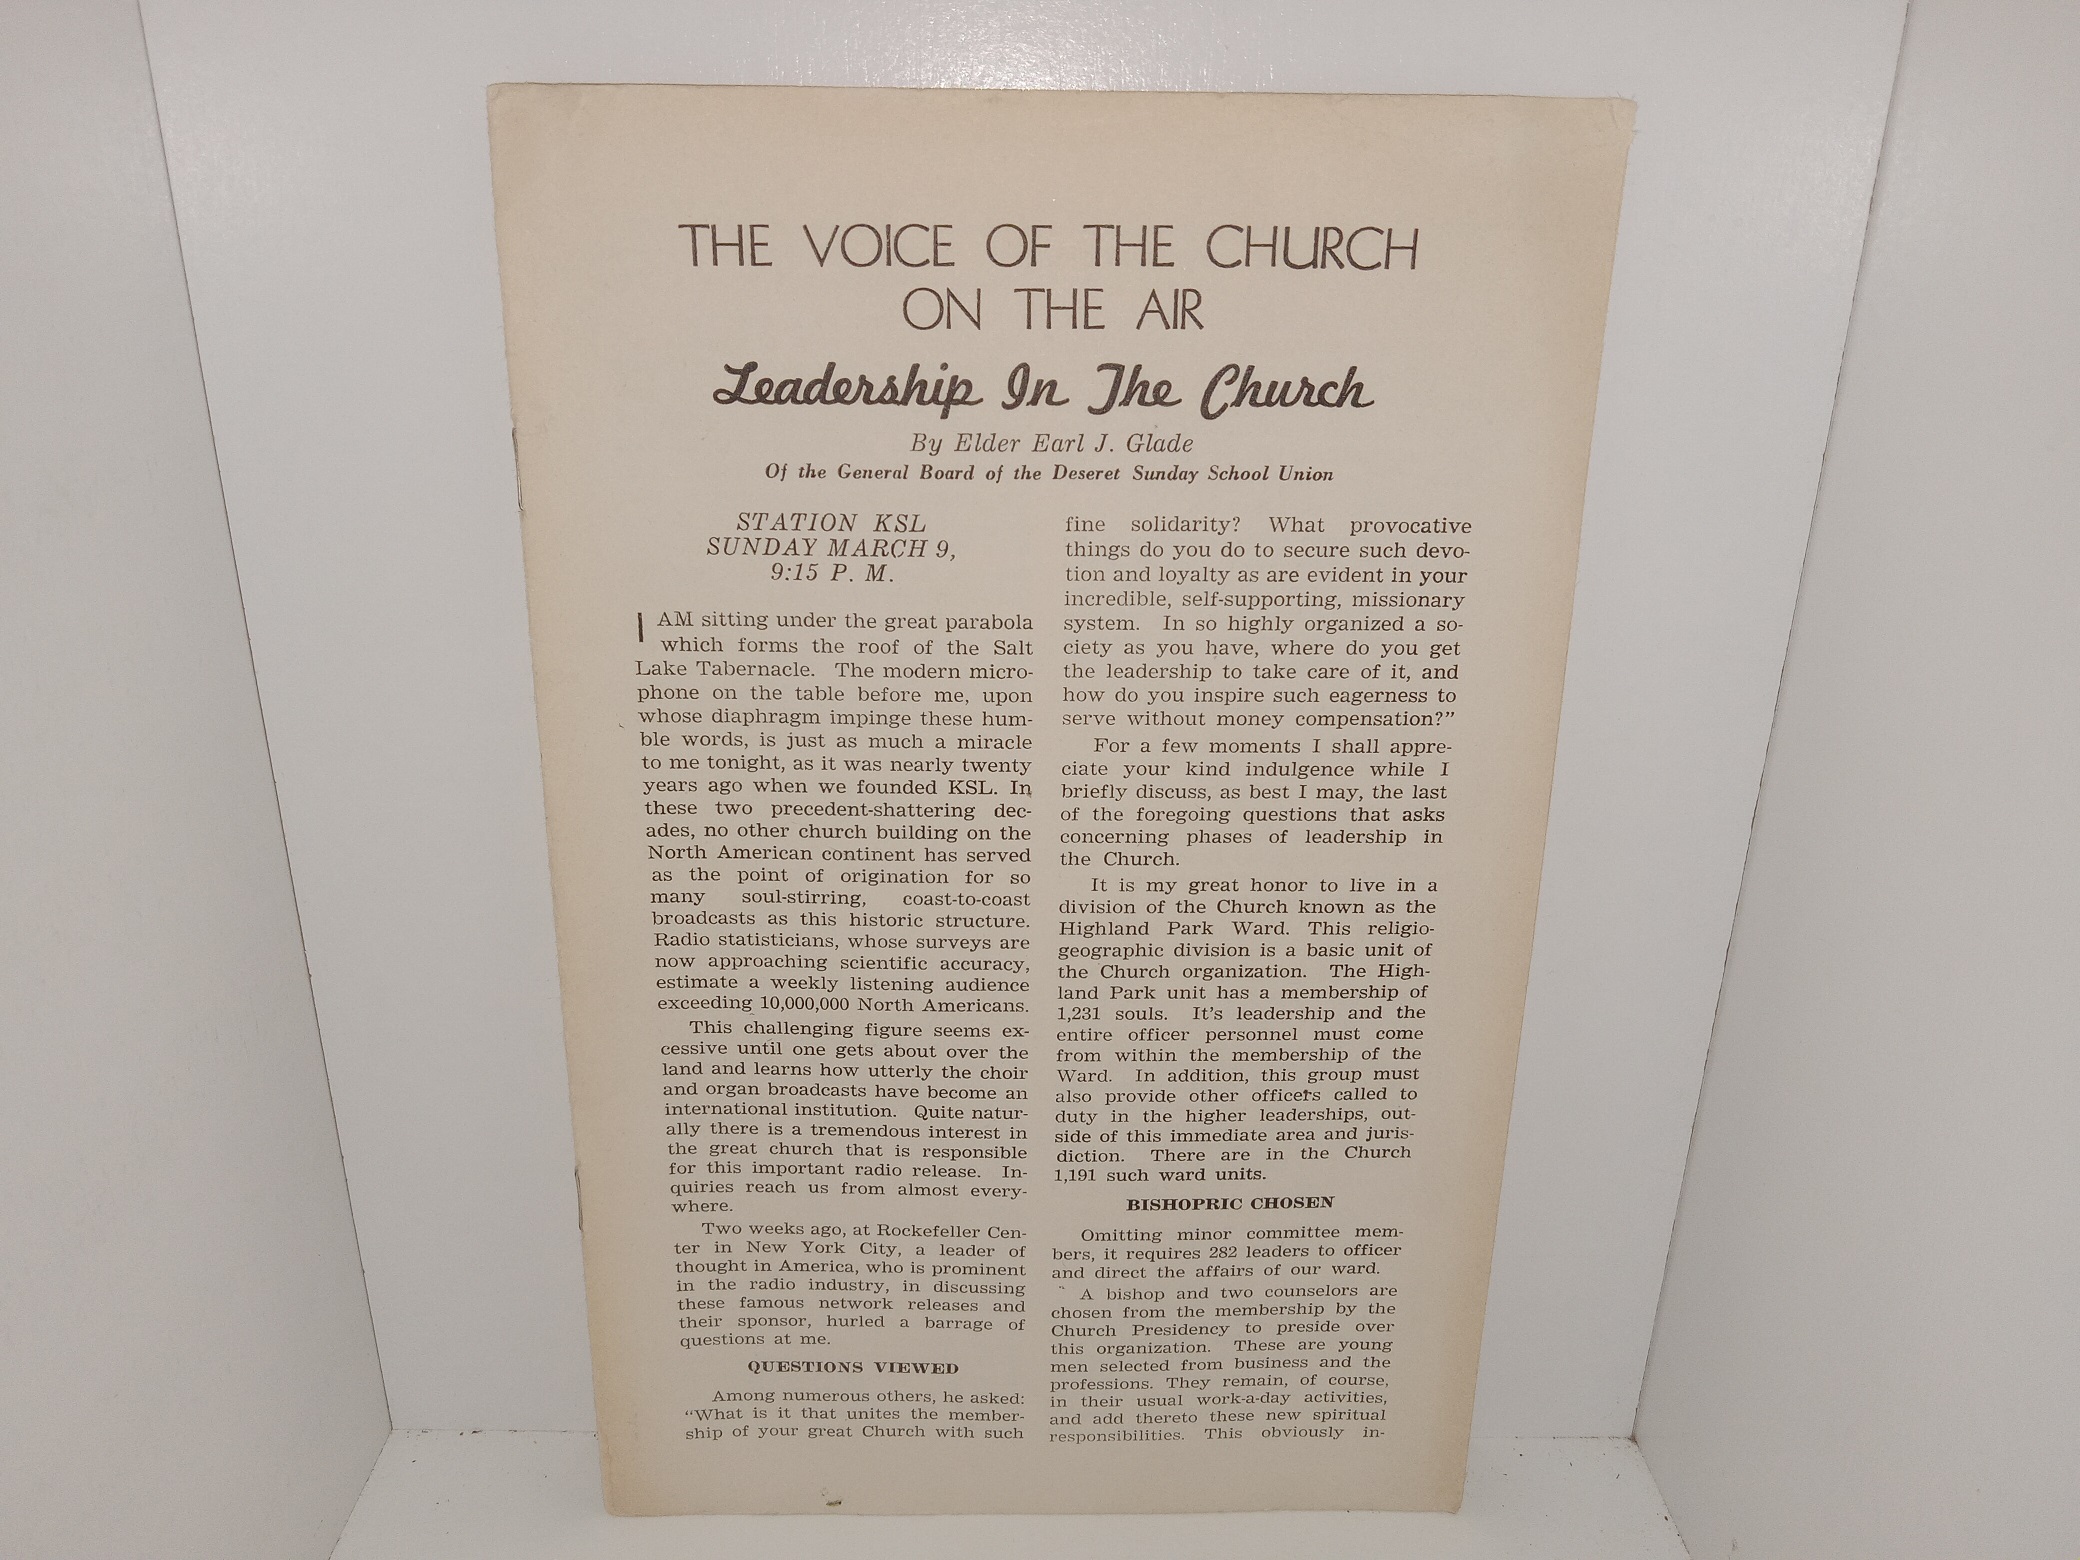 THE VOICE OF THE CHURCH
ON THE AIR
Leadership In The Church
By Elder Earl J. Glade
Of the General Board of the Deseret Sunday School Union
STATION KSL
SUNDAY MARCH 9,
9:15 P. M.
I AM sitting under the great parabola
which forms the roof of the Salt
Lake Tabernacle. The modern micro-
phone on the table before me, upon
whose diaphragm impinge these hum-
ble words, is just as much a miracle
to me tonight, as it was nearly twenty
years ago when we founded KSL. In
these two precedent-shattering dec-
ades, no other church building on the
North American continent has served
as the point of origination for so
many soul-stirring, coast-to-coast
broadcasts as this historic structure.
Radio statisticians, whose surveys are
now approaching scientific accuracy,
estimate a weekly listening audience
exceeding 10,000,000 North Americans.
This challenging figure seems ex-
cessive until one gets about over the
land and learns how utterly the choir
and organ broadcasts have become an
international institution. Quite natur-
ally there is a tremendous interest in
the great church that is responsible
for this important radio release. In-
quiries reach us from almost every-
where.
Two weeks ago, at Rockefeller Cen-
ter in New York City, a leader of
thought in America, who is prominent
in the radio industry, in discussing
these famous network releases and
their sponsor, hurled a barrage of
questions at me.
QUESTIONS VIEWED
Among numerous others, he asked:
"What is it that unites the member-
ship of your great Church with such
fine solidarity? What provocative
things do you do to secure such devo-
tion and loyalty as are evident in your
incredible, self-supporting, missionary
system. In so highly organized a so-
ciety as you have, where do you get
the leadership to take care of it, and
how do you inspire such eagerness to
serve without money compensation?"
For a few moments I shall appre-
ciate your kind indulgence while I
briefly discuss, as best I may, the last
of the foregoing questions that asks
concerning phases of leadership in
the Church.
It is my great honor to live in a
division of the Church known as the
Highland Park Ward. This religio-
geographic division is a basic unit of
the Church organization. The High-
land Park unit has a membership of
1,231 souls. It's leadership and the
entire officer personnel must come
from within the membership of the
Ward. In addition, this group must
also provide other officers called to
duty in the higher leaderships, out-
side of this immediate area and juris-
diction. There are in the Church
1,191 such ward units.
BISHOPRIC CHOSEN
Omitting minor committee mem-
bers, it requires 282 leaders to officer
and direct the affairs of our ward.
A bishop and two counselors are
chosen from the membership by the
Church Presidency to preside over
this organization. These are young
men selected from business and the
professions. They remain, of course,
in their usual work-a-day activities,
and add thereto these new spiritual
responsibilities. This obviously in-